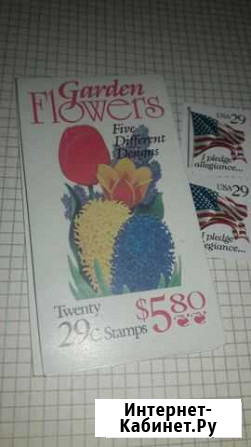 Garden
Flowers
Five
Different
Designs
Twenty
29¢ Stamps
$5.80
USA 29
I pledge
allegiance...
USA 29
I pledge
allegiance...
Интернет-
Кабинет.Ру